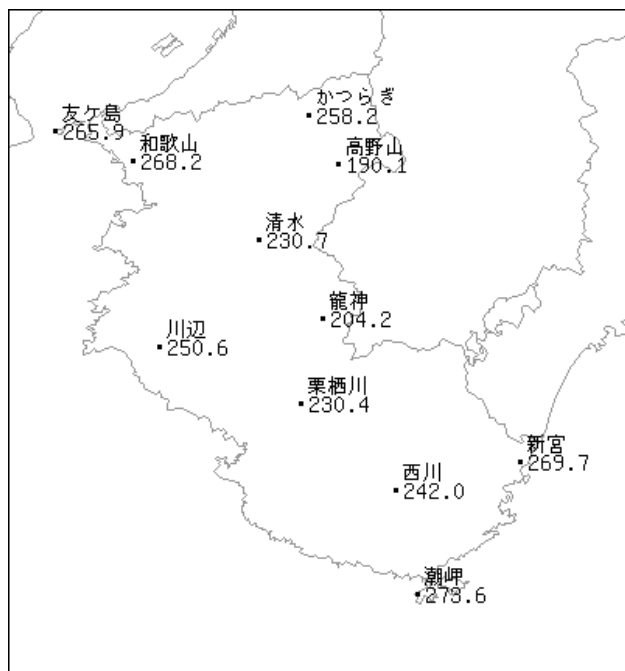 かつらぎ
258.2
友ケ島
265.9
和歌山
268.2
高野山
190.1
清水
230.7
龍神
204.2
川辺
250.6
栗栖川
230.4
新宮
269.7
西川
242.0
潮岬
273.6